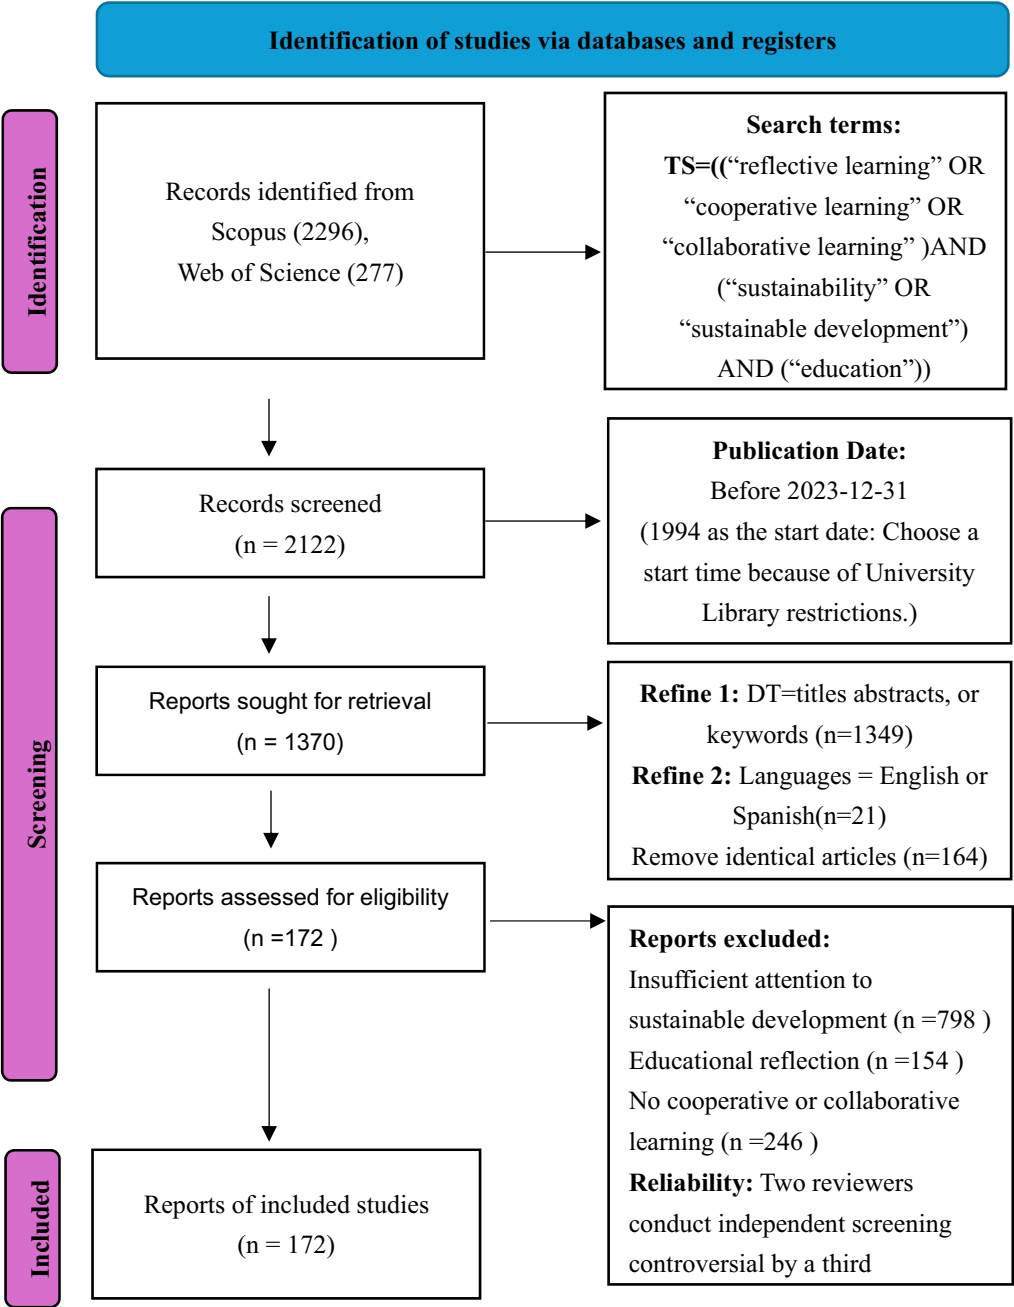 Identification of studies via databases and registers
Identification
Records identified from
Scopus (2296),
Web of Science (277)
Search terms:
TS=((“reflective learning” OR
“cooperative learning” OR
“collaborative learning” )AND
(“sustainability” OR
“sustainable development”)
AND (“education”))
Screening
Records screened
(n = 2122)
Publication Date:
Before 2023-12-31
(1994 as the start date: Choose a
start time because of University
Library restrictions.)
Reports sought for retrieval
(n = 1370)
Refine 1: DT=titles abstracts, or
keywords (n=1349)
Refine 2: Languages = English or
Spanish(n=21)
Remove identical articles (n=164)
Reports assessed for eligibility
(n =172 )
Reports excluded:
Insufficient attention to
sustainable development (n =798 )
Educational reflection (n =154 )
No cooperative or collaborative
learning (n =246 )
Reliability: Two reviewers
conduct independent screening
controversial by a third
Included
Reports of included studies
(n = 172)